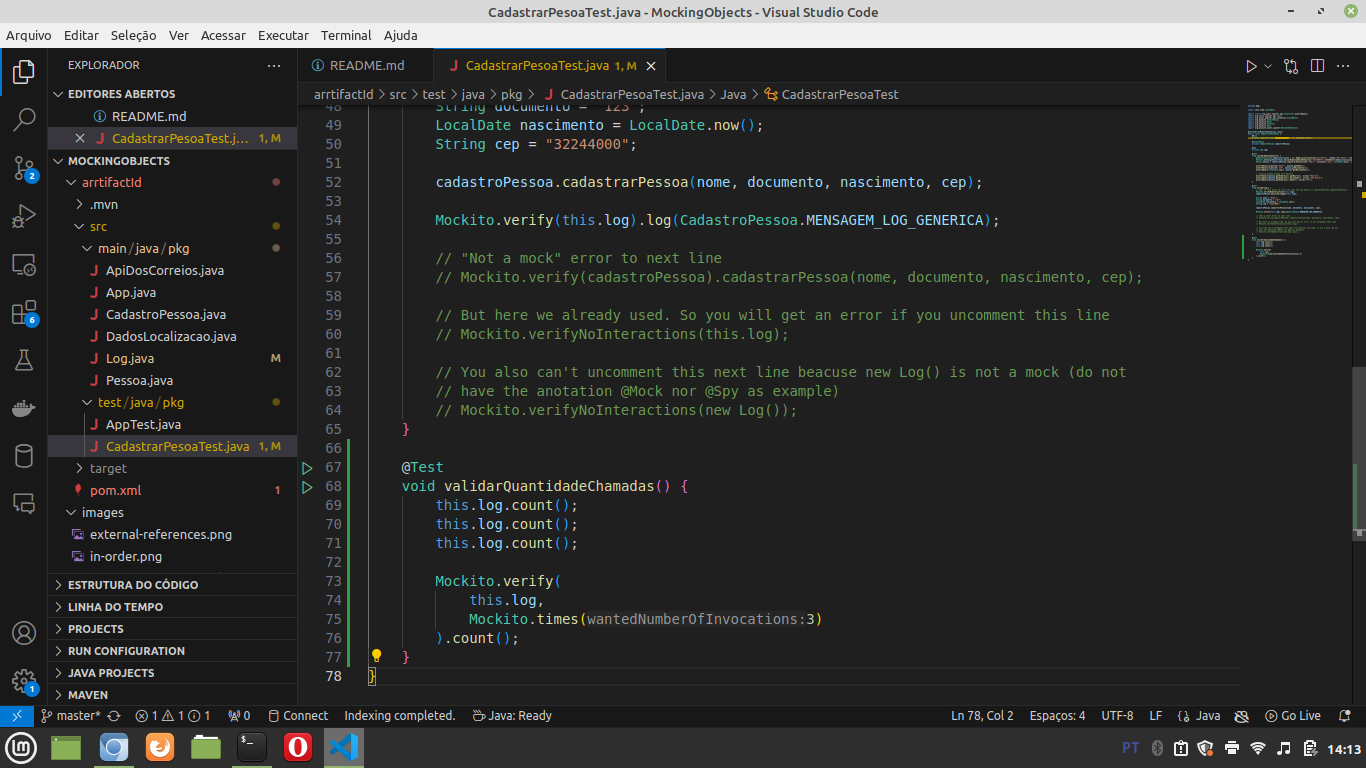 CadastrarPesoaTest.java - MockingObjects - Visual Studio Code
Arquivo Editar Seleção Ver Acessar Executar Terminal Ajuda
EXPLORADOR
EDITORES ABERTOS
README.md
CadastrarPesoaTest.j... 1, M
MOCKINGOBJECTS
arrtifactId
.mvn
src
main/java/pkg
ApiDosCorreios.java
App.java
CadastroPessoa.java
DadosLocalizacao.java
Log.java M
Pessoa.java
test/java/pkg
AppTest.java
CadastrarPesoaTest.java 1, M
target
pom.xml 1
images
external-references.png
in-order.png
ESTRUTURA DO CÓDIGO
LINHA DO TEMPO
PROJECTS
RUN CONFIGURATION
JAVA PROJECTS
MAVEN
2
6
1
README.md CadastrarPesoaTest.java 1, M
arrtifactId > src > test > java > pkg > CadastrarPesoaTest.java > Java > CadastrarPesoaTest
48 String documento = "123";
49 LocalDate nascimento = LocalDate.now();
50 String cep = "32244000";
51
52 cadastroPessoa.cadastrarPessoa(nome, documento, nascimento, cep);
53
54 Mockito.verify(this.log).log(CadastroPessoa.MENSAGEM_LOG_GENERICA);
55
56 // "Not a mock" error to next line
57 // Mockito.verify(cadastroPessoa).cadastrarPessoa(nome, documento, nascimento, cep);
58
59 // But here we already used. So you will get an error if you uncomment this line
60 // Mockito.verifyNoInteractions(this.log);
61
62 // You also can't uncomment this next line beacuse new Log() is not a mock (do not
63 // have the anotation @Mock nor @Spy as example)
64 // Mockito.verifyNoInteractions(new Log());
65 }
66
67 @Test
68 void validarQuantidadeChamadas() {
69 this.log.count();
70 this.log.count();
71 this.log.count();
72
73 Mockito.verify(
74 this.log,
75 Mockito.times(wantedNumberOfInvocations:3)
76 ).count();
77 }
78 }
master* 1 1 1 0 Connect Indexing completed. Java: Ready Ln 78, Col 2 Espaços: 4 UTF-8 LF {} Java Go Live
PT 14:13